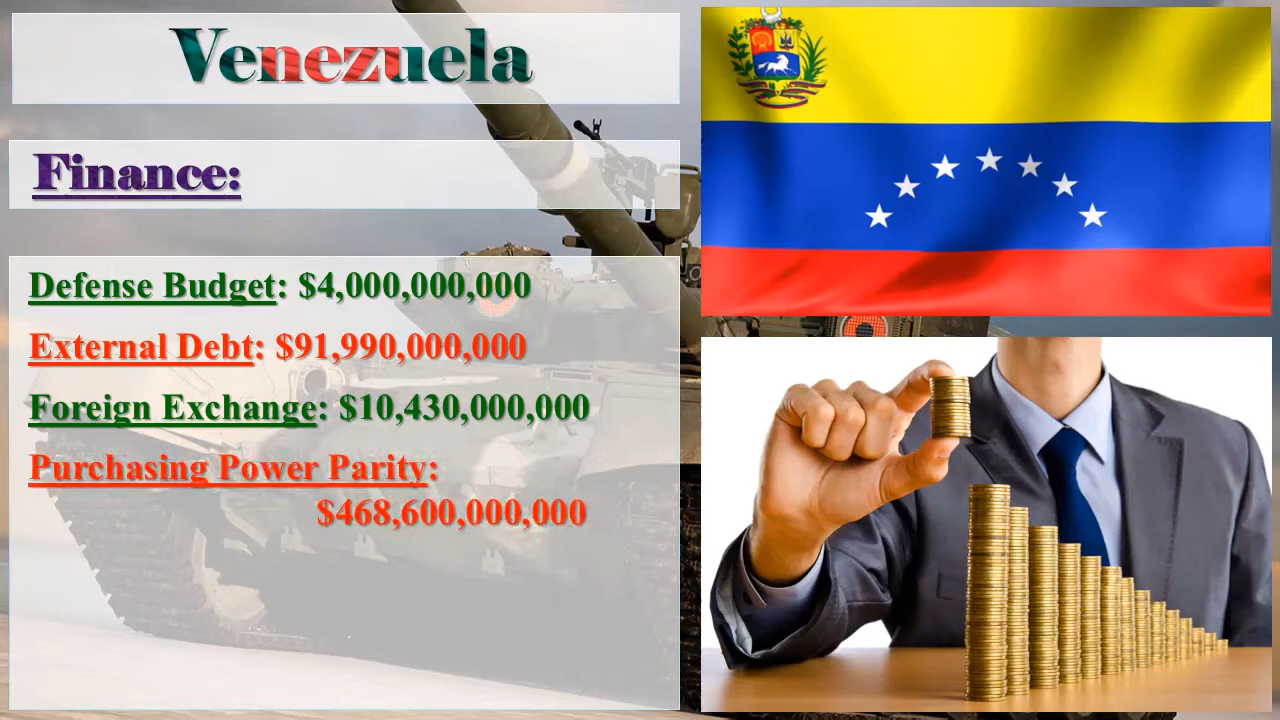 Venezuela
Finance:
Defense Budget: $4,000,000,000
External Debt: $91,990,000,000
Foreign Exchange: $10,430,000,000
Purchasing Power Parity:
$468,600,000,000